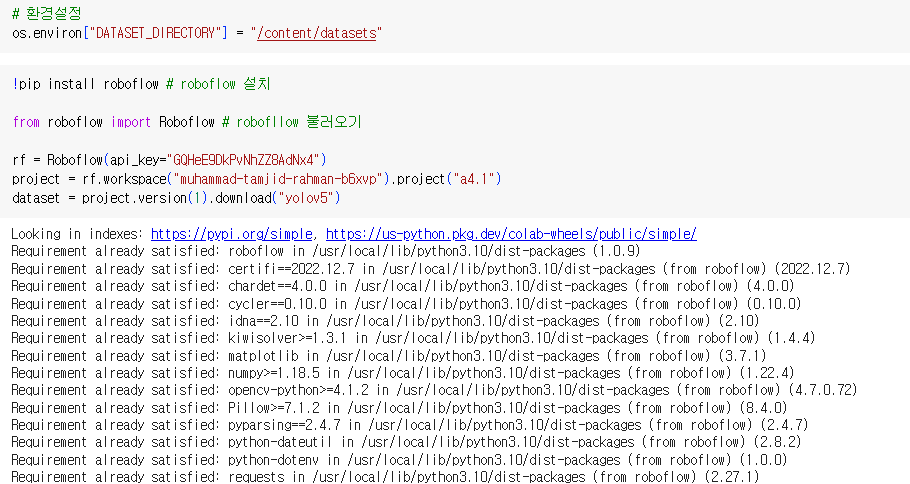 # 환경설정
os.environ["DATASET_DIRECTORY"] = "/content/datasets"
!pip install roboflow # roboflow 설치
from roboflow import Roboflow # robofllow 불러오기
rf = Roboflow(api_key="GQHeE9DkPvNhZZ8AdNx4")
project = rf.workspace("muhammad-tamjid-rahman-b6xvp").project("a4.1")
dataset = project.version(1).download("yolov5")
Looking in indexes: https://pypi.org/simple, https://us-python.pkg.dev/colab-wheels/public/simple/
Requirement already satisfied: roboflow in /usr/local/lib/python3.10/dist-packages (1.0.9)
Requirement already satisfied: certifi==2022.12.7 in /usr/local/lib/python3.10/dist-packages (from roboflow) (2022.12.7)
Requirement already satisfied: chardet==4.0.0 in /usr/local/lib/python3.10/dist-packages (from roboflow) (4.0.0)
Requirement already satisfied: cycler==0.10.0 in /usr/local/lib/python3.10/dist-packages (from roboflow) (0.10.0)
Requirement already satisfied: idna==2.10 in /usr/local/lib/python3.10/dist-packages (from roboflow) (2.10)
Requirement already satisfied: kiwisolver>=1.3.1 in /usr/local/lib/python3.10/dist-packages (from roboflow) (1.4.4)
Requirement already satisfied: matplotlib in /usr/local/lib/python3.10/dist-packages (from roboflow) (3.7.1)
Requirement already satisfied: numpy>=1.18.5 in /usr/local/lib/python3.10/dist-packages (from roboflow) (1.22.4)
Requirement already satisfied: opencv-python>=4.1.2 in /usr/local/lib/python3.10/dist-packages (from roboflow) (4.7.0.72)
Requirement already satisfied: Pillow>=7.1.2 in /usr/local/lib/python3.10/dist-packages (from roboflow) (8.4.0)
Requirement already satisfied: pyparsing==2.4.7 in /usr/local/lib/python3.10/dist-packages (from roboflow) (2.4.7)
Requirement already satisfied: python-dateutil in /usr/local/lib/python3.10/dist-packages (from roboflow) (2.8.2)
Requirement already satisfied: python-dotenv in /usr/local/lib/python3.10/dist-packages (from roboflow) (1.0.0)
Requirement already satisfied: requests in /usr/local/lib/python3.10/dist-packages (from roboflow) (2.27.1)